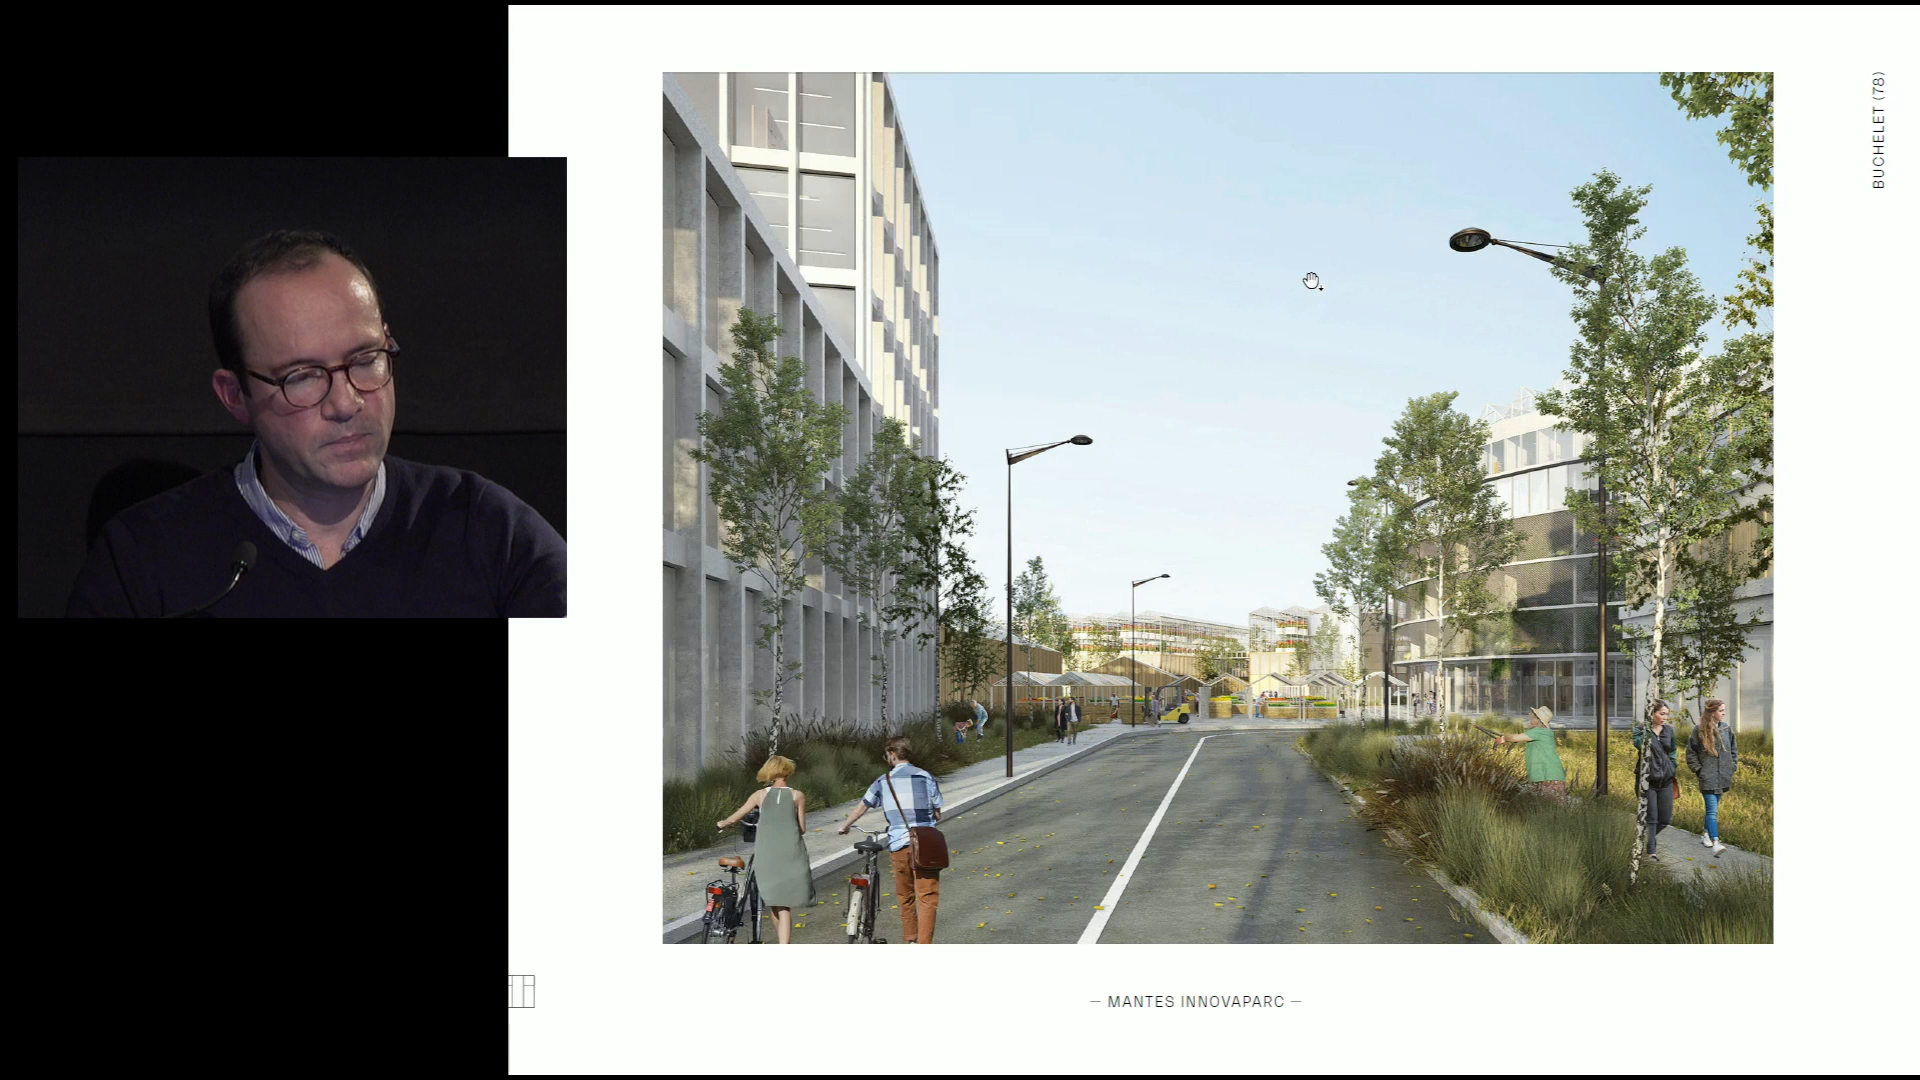 BUCHELET (78)
— MANTES INNOVAPARC —